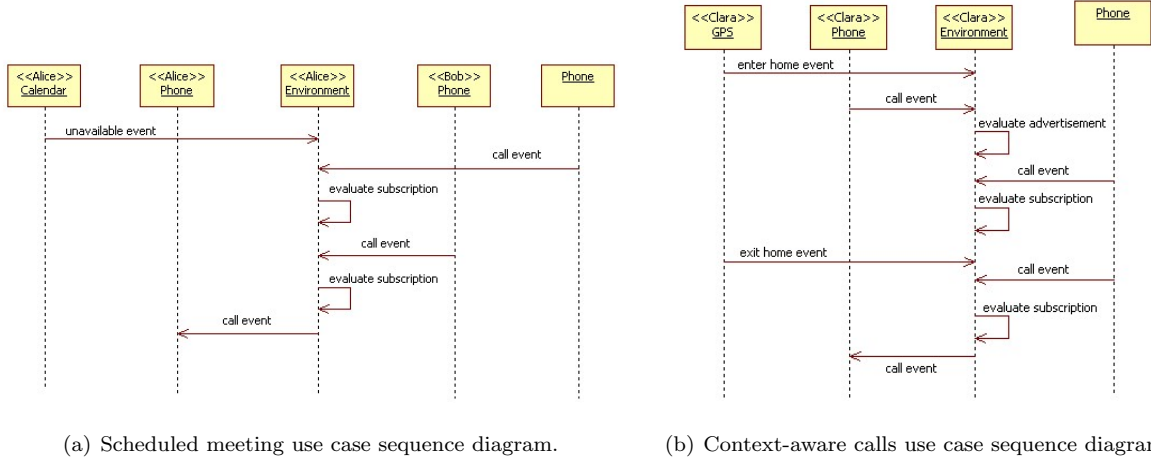 <<Alice>>
Calendar
<<Alice>>
Phone
<<Alice>>
Environment
<<Bob>>
Phone
Phone
unavailable event
call event
evaluate subscription
call event
evaluate subscription
call event
(a) Scheduled meeting use case sequence diagram.
<<Clara>>
GPS
<<Clara>>
Phone
<<Clara>>
Environment
Phone
enter home event
call event
evaluate advertisement
call event
evaluate subscription
exit home event
call event
evaluate subscription
call event
(b) Context-aware calls use case sequence diagra